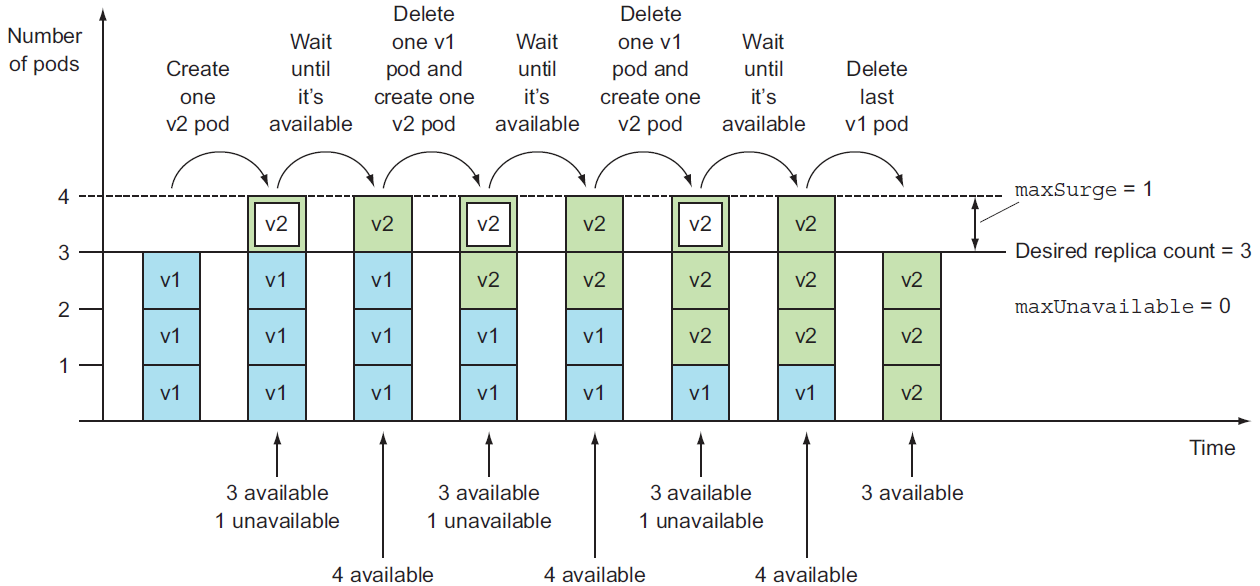 Number
of pods
Create
one
v2 pod
Wait
until
it's
available
Delete
one v1
pod and
create one
v2 pod
Wait
until
it's
available
Delete
one v1
pod and
create one
v2 pod
Wait
until
it's
available
Delete
last
v1 pod
4
3
2
1
v1
v1
v1
v2
v1
v1
v1
v2
v1
v1
v1
v2
v2
v1
v1
v2
v2
v1
v1
v2
v2
v2
v1
v2
v2
v2
v1
v2
v2
v2
maxSurge = 1
Desired replica count = 3
maxUnavailable = 0
Time
3 available
1 unavailable
4 available
3 available
1 unavailable
4 available
3 available
1 unavailable
4 available
3 available